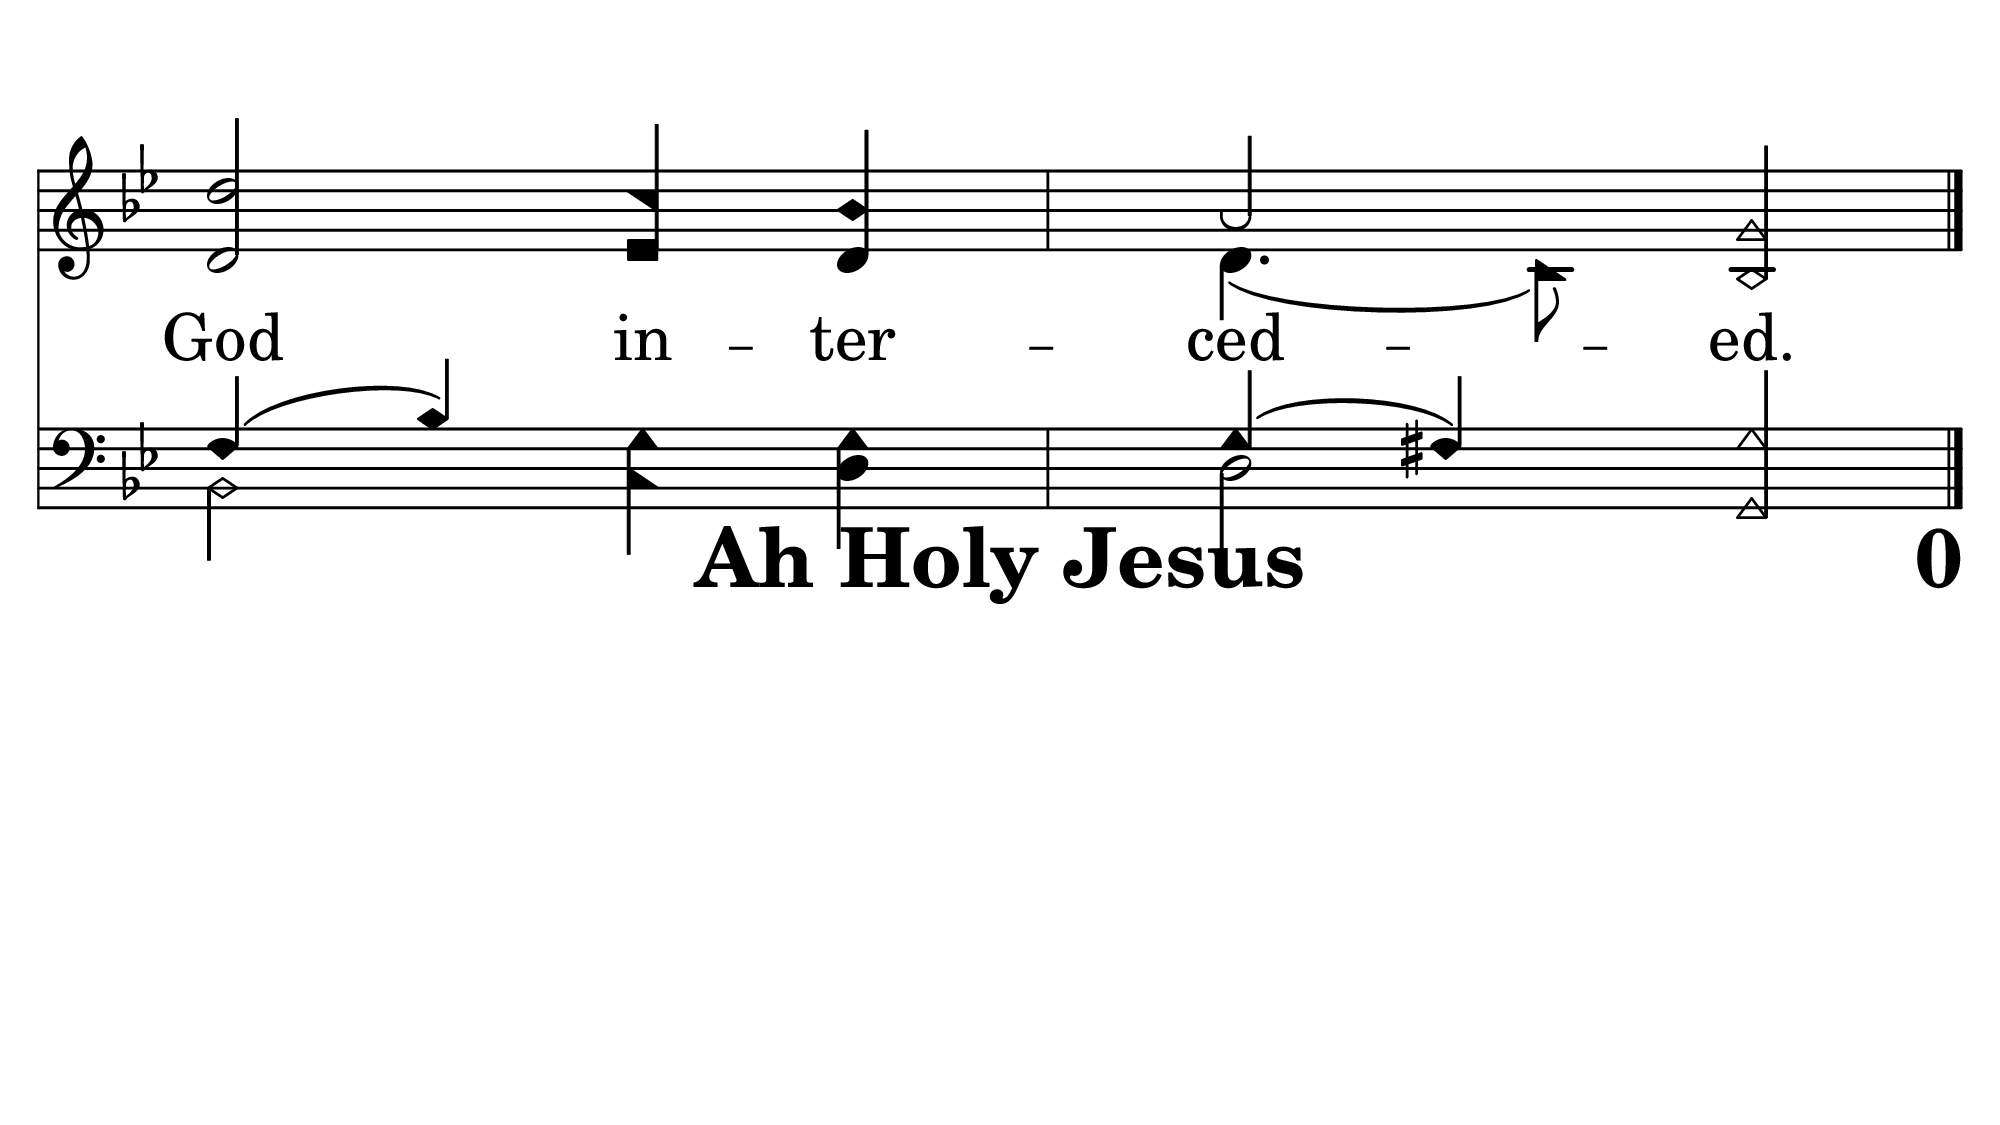 God in – ter – ced – – ed.
Ah Holy Jesus 0